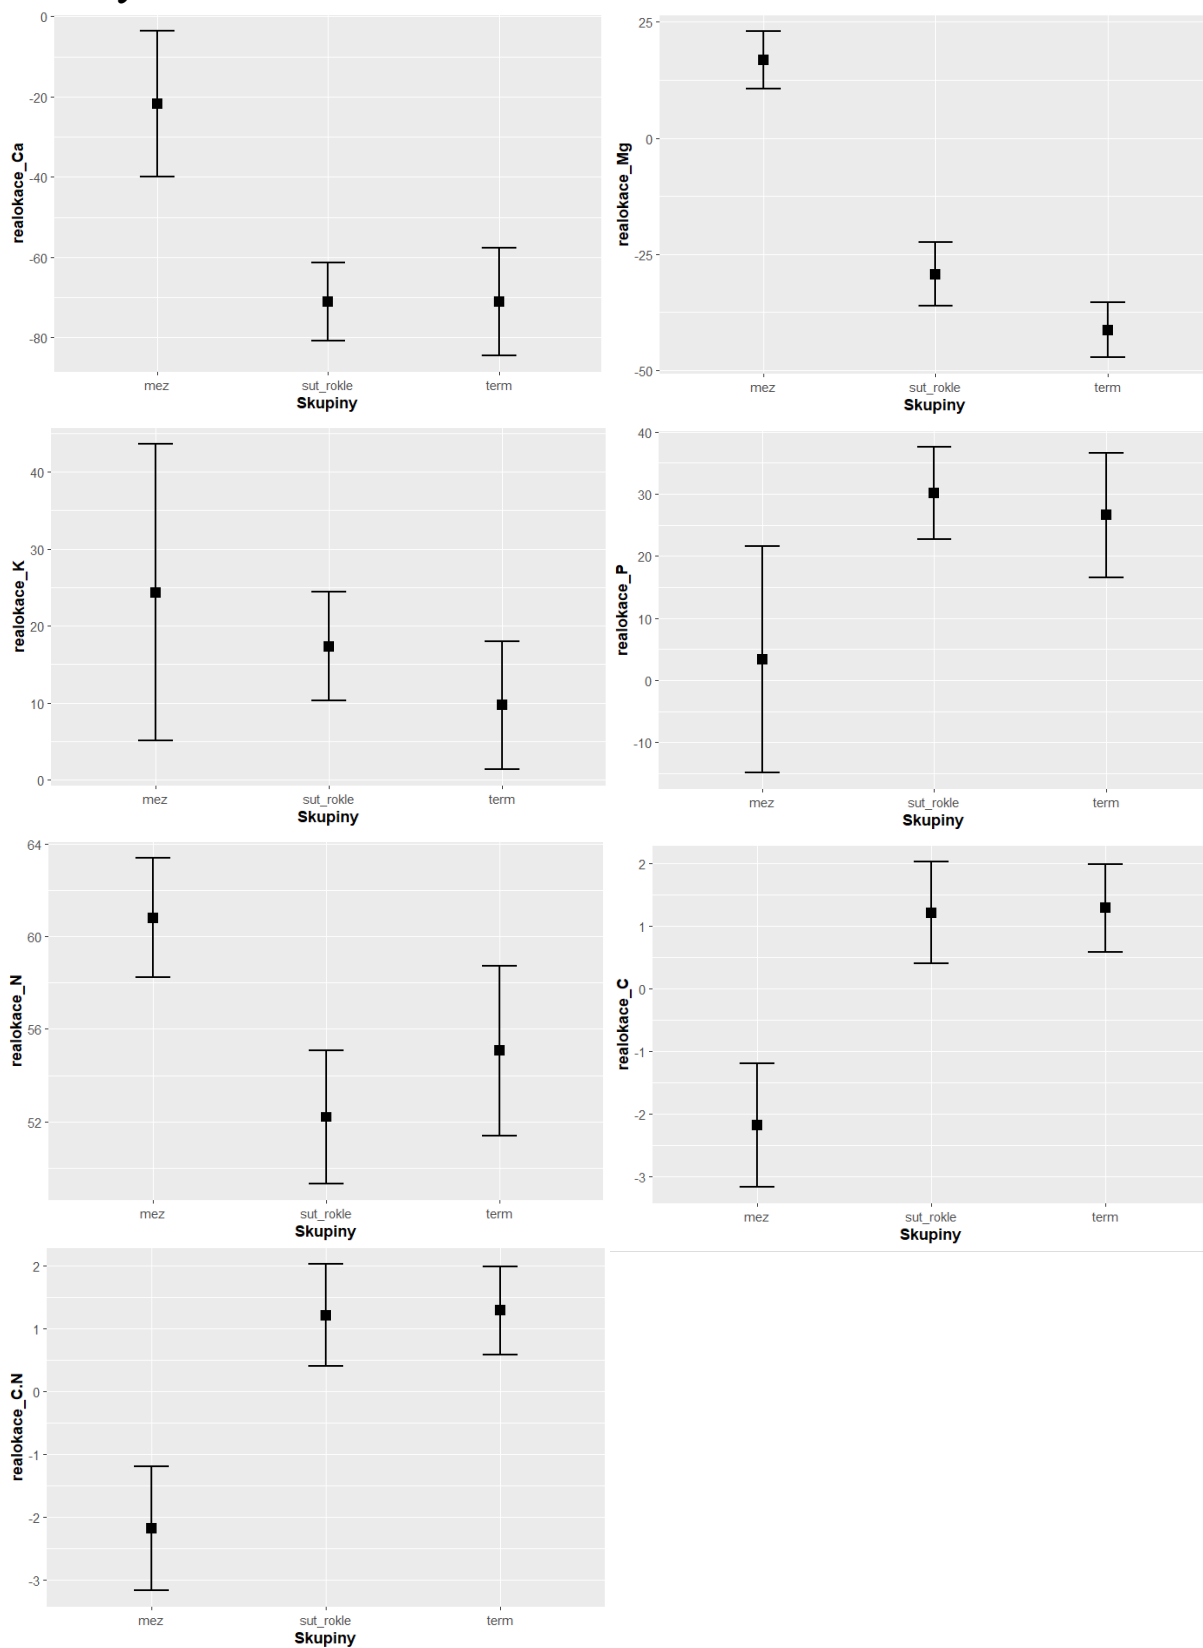 0
-20
-40
-60
-80
realokace_Ca
mez sut_rokle term
Skupiny
25
0
-25
-50
realokace_Mg
mez sut_rokle term
Skupiny
40
30
20
10
0
realokace_K
mez sut_rokle term
Skupiny
40
30
20
10
0
-10
realokace_P
mez sut_rokle term
Skupiny
64
60
56
52
realokace_N
mez sut_rokle term
Skupiny
2
1
0
-1
-2
-3
realokace_C
mez sut_rokle term
Skupiny
2
1
0
-1
-2
-3
realokace_C.N
mez sut_rokle term
Skupiny